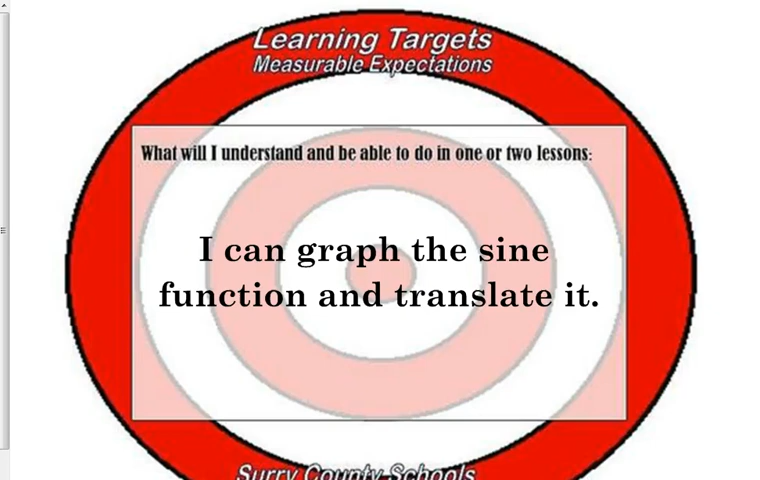 Learning Targets
Measurable Expectations
What will I understand and be able to do in one or two lessons:
I can graph the sine
function and translate it.
Surry County Schools